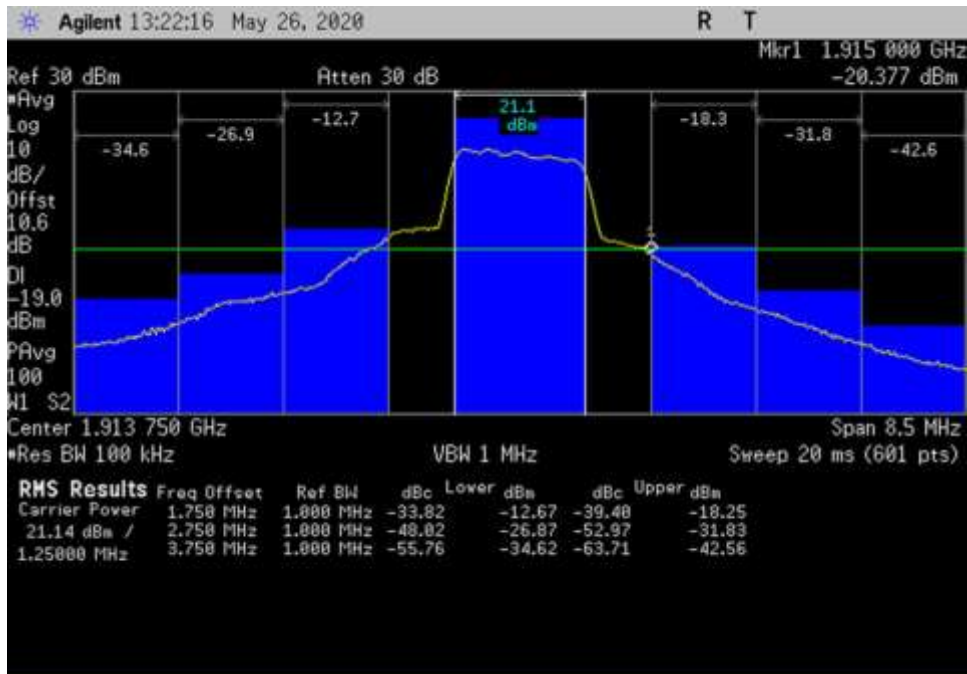 Agilent 13:22:16 May 26, 2020 R T
Mkr1 1.915 000 GHz
Ref 30 dBm Atten 30 dB -20.377 dBm
#Avg
Log
10
dB/
Offst
10.6
dB
DI
-19.0
dBm
PAvg
100
W1 S2
21.1
dBm
-34.6 -26.9 -12.7 -18.3 -31.8 -42.6
1
Center 1.913 750 GHz Span 8.5 MHz
#Res BW 100 kHz VBW 1 MHz Sweep 20 ms (601 pts)
RMS Results Freq Offset Ref BW dBc Lower dBm dBc Upper dBm
Carrier Power 1.750 MHz 1.000 MHz -33.82 -12.67 -39.40 -18.25
21.14 dBm / 2.750 MHz 1.000 MHz -48.02 -26.87 -52.97 -31.83
1.25000 MHz 3.750 MHz 1.000 MHz -55.76 -34.62 -63.71 -42.56